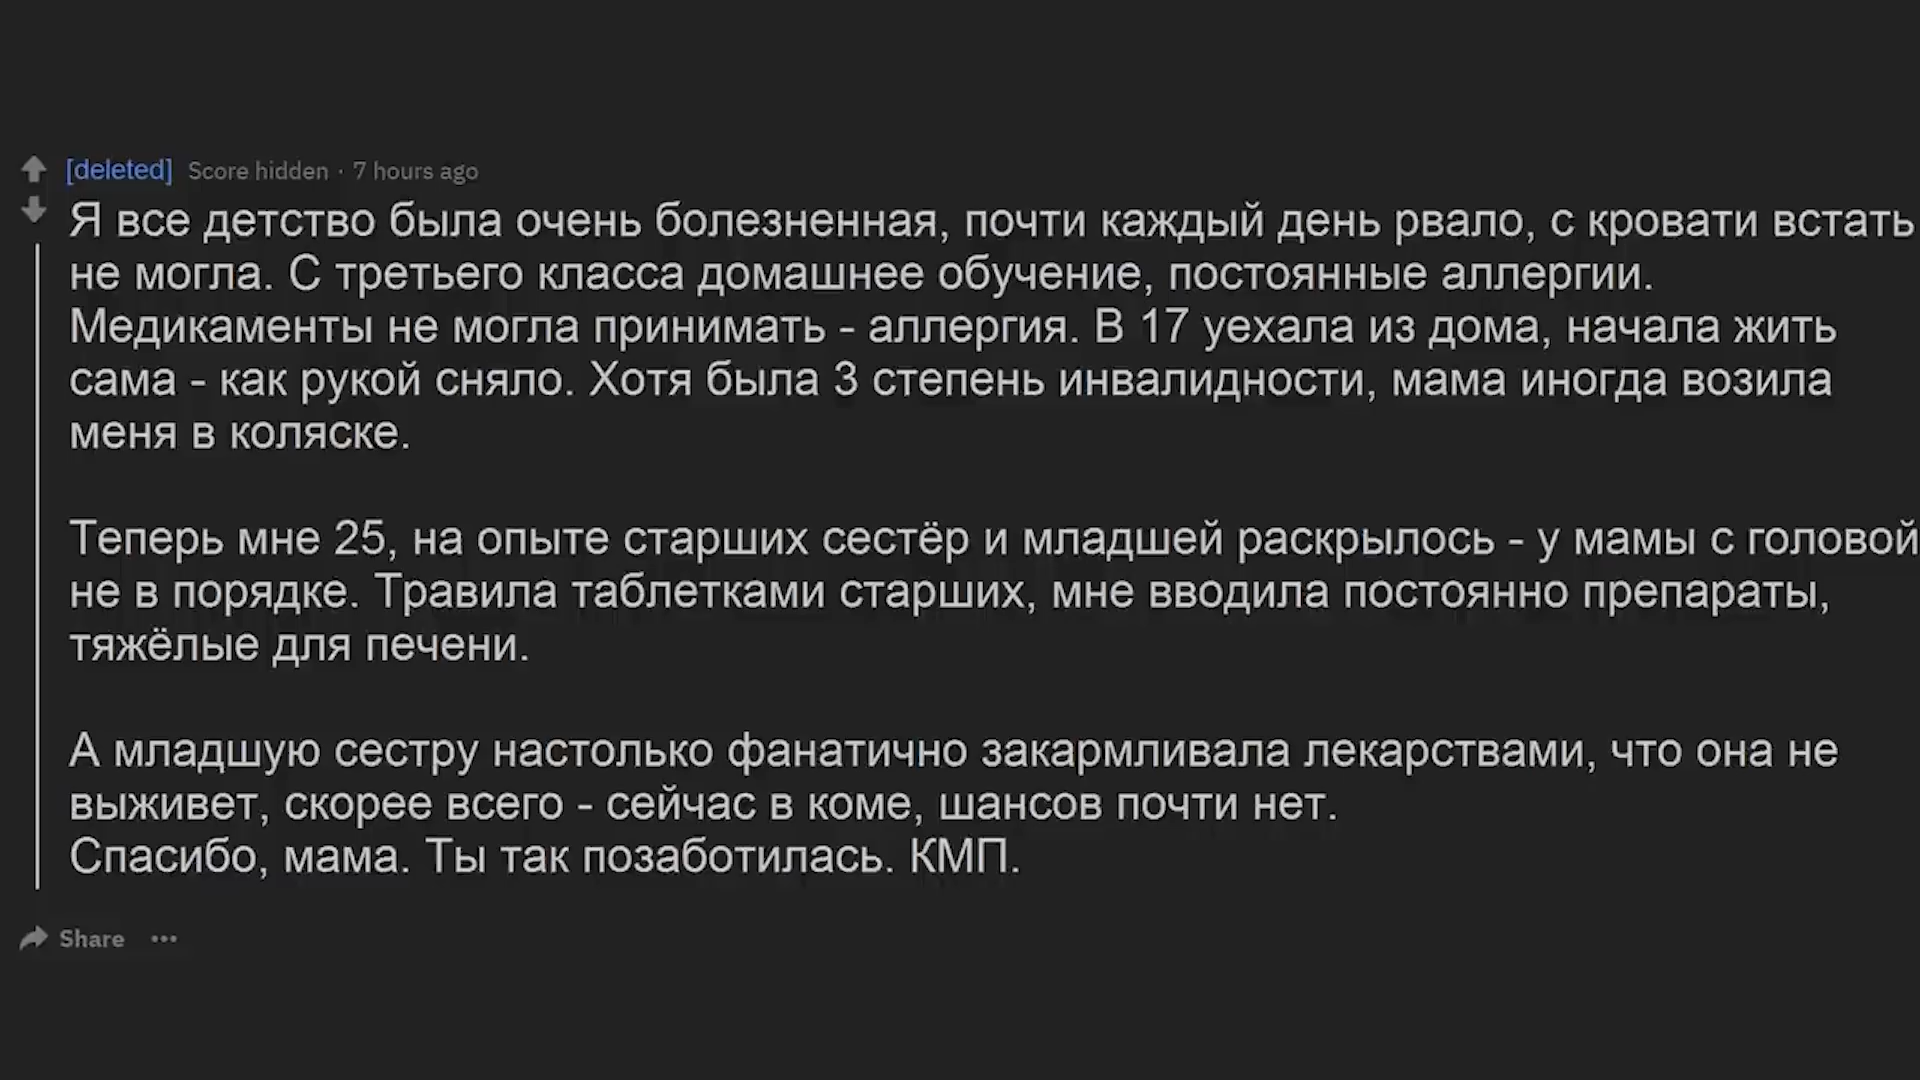 [deleted] Score hidden · 7 hours ago
Я все детство была очень болезненная, почти каждый день рвало, с кровати встать
не могла. С третьего класса домашнее обучение, постоянные аллергии.
Медикаменты не могла принимать - аллергия. В 17 уехала из дома, начала жить
сама - как рукой сняло. Хотя была 3 степень инвалидности, мама иногда возила
меня в коляске.
Теперь мне 25, на опыте старших сестёр и младшей раскрылось - у мамы с головой
не в порядке. Травила таблетками старших, мне вводила постоянно препараты,
тяжёлые для печени.
А младшую сестру настолько фанатично закармливала лекарствами, что она не
выживет, скорее всего - сейчас в коме, шансов почти нет.
Спасибо, мама. Ты так позаботилась. КМП.
Share ...